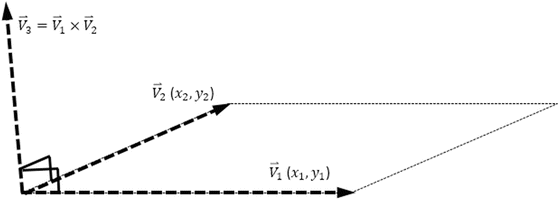 V⃗₃ = V⃗₁ × V⃗₂
V⃗₂ (x₂, y₂)
V⃗₁ (x₁, y₁)